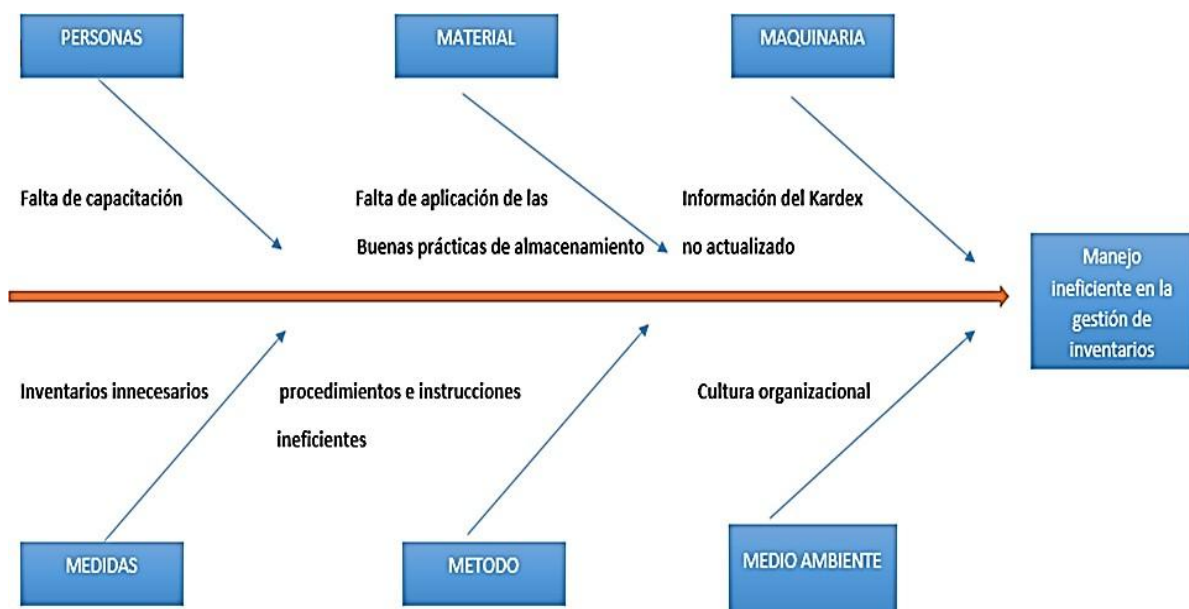 PERSONAS
MATERIAL
MAQUINARIA
Falta de capacitación
Falta de aplicación de las
Buenas prácticas de almacenamiento
Información del Kardex
no actualizado
Manejo
ineficiente en la
gestión de
inventarios
Inventarios innecesarios
procedimientos e instrucciones
ineficientes
Cultura organizacional
MEDIDAS
METODO
MEDIO AMBIENTE